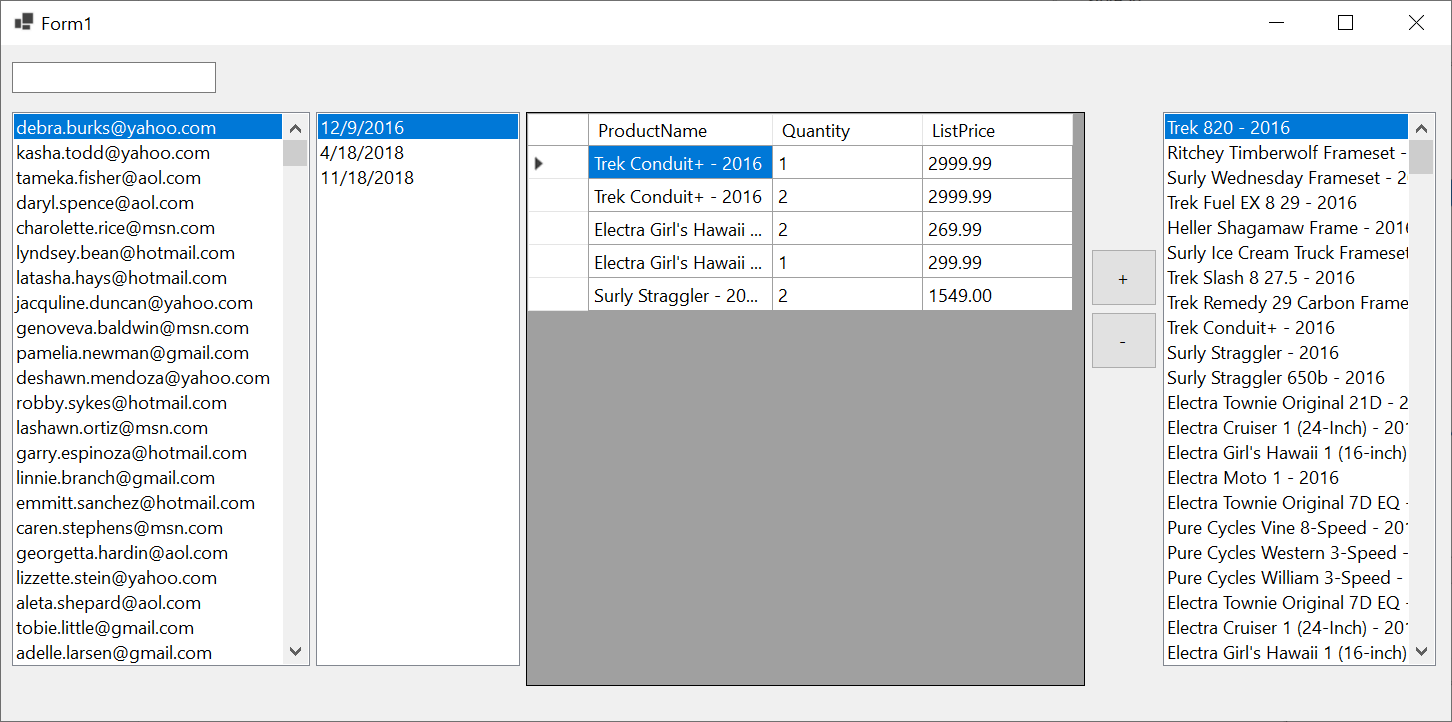 Form1
debra.burks@yahoo.com
kasha.todd@yahoo.com
tameka.fisher@aol.com
daryl.spence@aol.com
charolette.rice@msn.com
lyndsey.bean@hotmail.com
latasha.hays@hotmail.com
jacquline.duncan@yahoo.com
genoveva.baldwin@msn.com
pamelia.newman@gmail.com
deshawn.mendoza@yahoo.com
robby.sykes@hotmail.com
lashawn.ortiz@msn.com
garry.espinoza@hotmail.com
linnie.branch@gmail.com
emmitt.sanchez@hotmail.com
caren.stephens@msn.com
georgetta.hardin@aol.com
lizzette.stein@yahoo.com
aleta.shepard@aol.com
tobie.little@gmail.com
adelle.larsen@gmail.com
12/9/2016
4/18/2018
11/18/2018
ProductName Quantity ListPrice
Trek Conduit+ - 2016 1 2999.99
Trek Conduit+ - 2016 2 2999.99
Electra Girl's Hawaii ... 2 269.99
Electra Girl's Hawaii ... 1 299.99
Surly Straggler - 20... 2 1549.00
+
-
Trek 820 - 2016
Ritchey Timberwolf Frameset -
Surly Wednesday Frameset - 2
Trek Fuel EX 8 29 - 2016
Heller Shagamaw Frame - 201
Surly Ice Cream Truck Frameset
Trek Slash 8 27.5 - 2016
Trek Remedy 29 Carbon Frame
Trek Conduit+ - 2016
Surly Straggler - 2016
Surly Straggler 650b - 2016
Electra Townie Original 21D - 2
Electra Cruiser 1 (24-Inch) - 201
Electra Girl's Hawaii 1 (16-inch)
Electra Moto 1 - 2016
Electra Townie Original 7D EQ -
Pure Cycles Vine 8-Speed - 201
Pure Cycles Western 3-Speed -
Pure Cycles William 3-Speed -
Electra Townie Original 7D EQ -
Electra Cruiser 1 (24-Inch) - 201
Electra Girl's Hawaii 1 (16-inch)